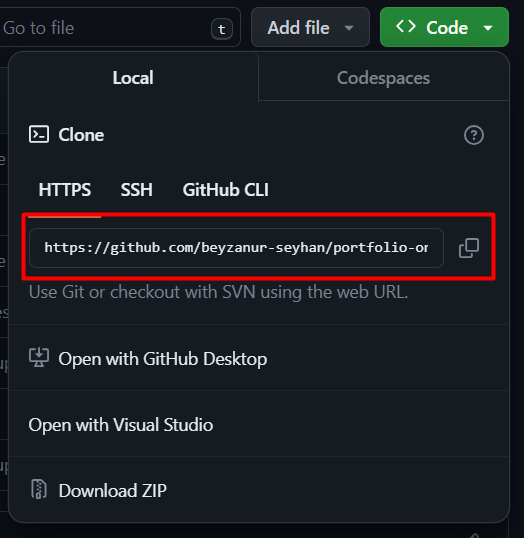 Go to file t Add file Code
Local Codespaces
Clone
HTTPS SSH GitHub CLI
https://github.com/beyzanur-seyhan/portfolio-or
Use Git or checkout with SVN using the web URL.
Open with GitHub Desktop
Open with Visual Studio
Download ZIP